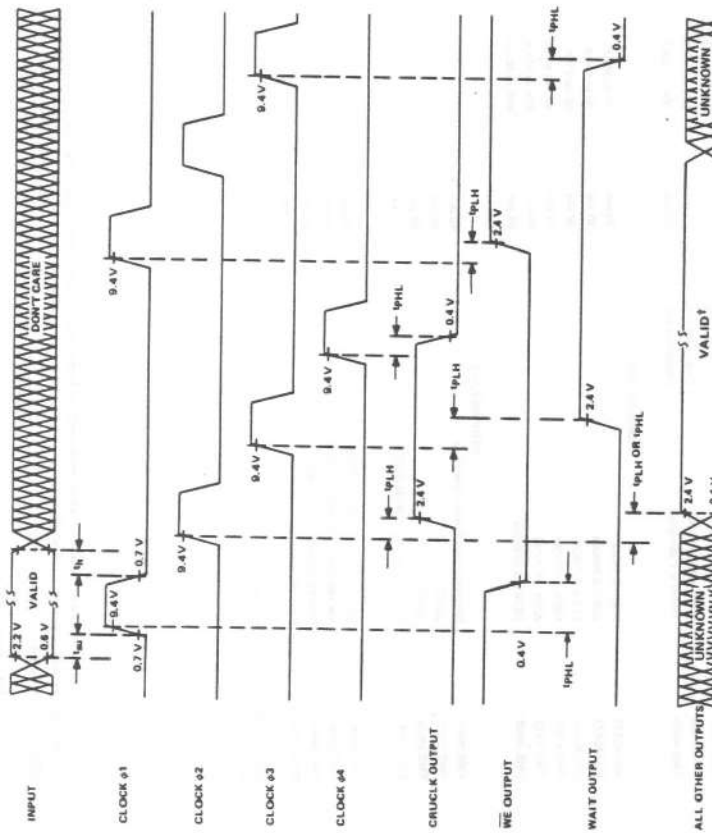 INPUT
2.2 V
0.6 V
VALID
DON'T CARE
tsu
th
CLOCK φ1
0.7 V
9.4 V
0.7 V
9.4 V
CLOCK φ2
9.4 V
CLOCK φ3
9.4 V
9.4 V
CLOCK φ4
9.4 V
tPLH
tPHL
CRUCLK OUTPUT
2.4 V
0.4 V
tPLH
tPLH
tPHL
WE OUTPUT
0.4 V
2.4 V
tPHL
WAIT OUTPUT
2.4 V
0.4 V
tPLH OR tPHL
ALL OTHER OUTPUTS
UNKNOWN
2.4 V
VALID†
UNKNOWN